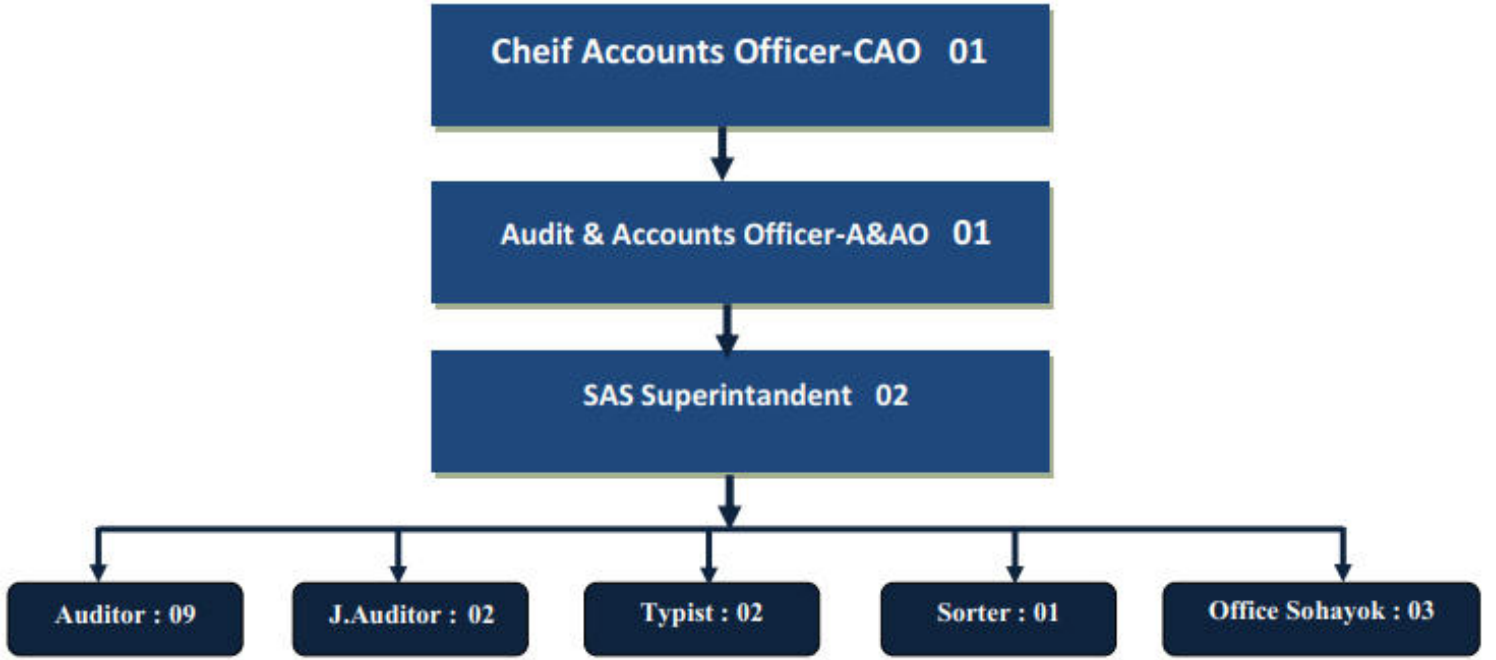 Cheif Accounts Officer-CAO 01
Audit & Accounts Officer-A&AO 01
SAS Superintandent 02
Auditor : 09
J.Auditor : 02
Typist : 02
Sorter : 01
Office Sohayok : 03